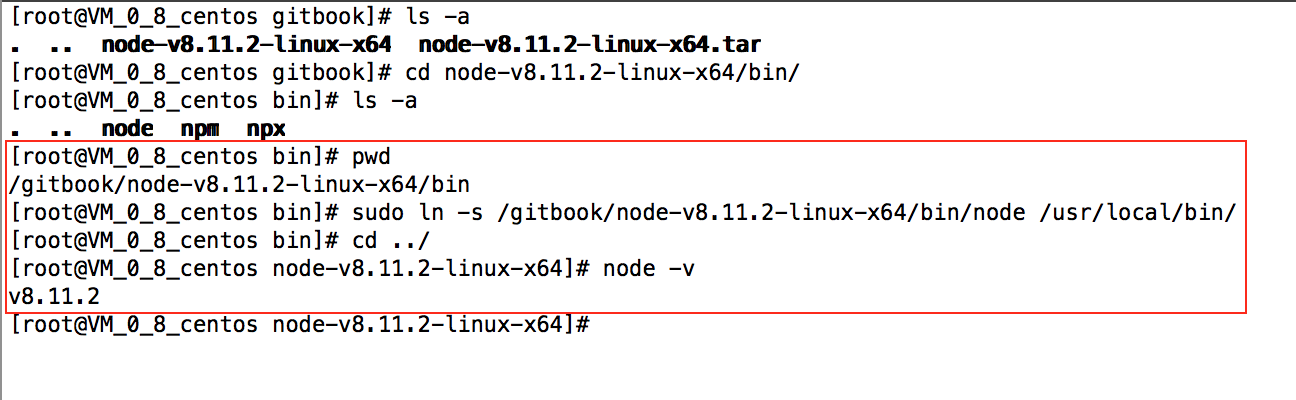 [root@VM_0_8_centos gitbook]# ls -a
.  ..  node-v8.11.2-linux-x64  node-v8.11.2-linux-x64.tar
[root@VM_0_8_centos gitbook]# cd node-v8.11.2-linux-x64/bin/
[root@VM_0_8_centos bin]# ls -a
.  ..  node  npm  npx
[root@VM_0_8_centos bin]# pwd
/gitbook/node-v8.11.2-linux-x64/bin
[root@VM_0_8_centos bin]# sudo ln -s /gitbook/node-v8.11.2-linux-x64/bin/node /usr/local/bin/
[root@VM_0_8_centos bin]# cd ../
[root@VM_0_8_centos node-v8.11.2-linux-x64]# node -v
v8.11.2
[root@VM_0_8_centos node-v8.11.2-linux-x64]#